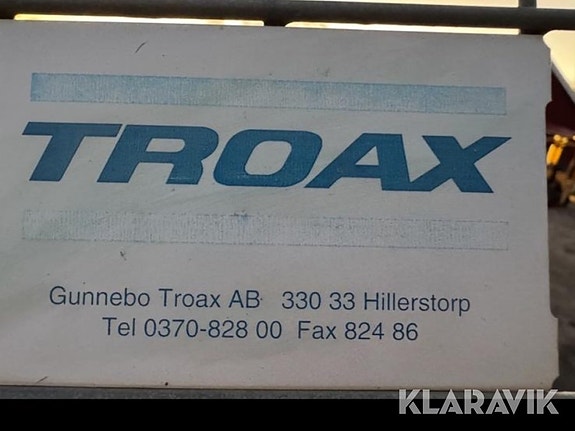 TROAX
Gunnebo Troax AB 330 33 Hillerstorp
Tel 0370-828 00 Fax 824 86
KLARAVIK